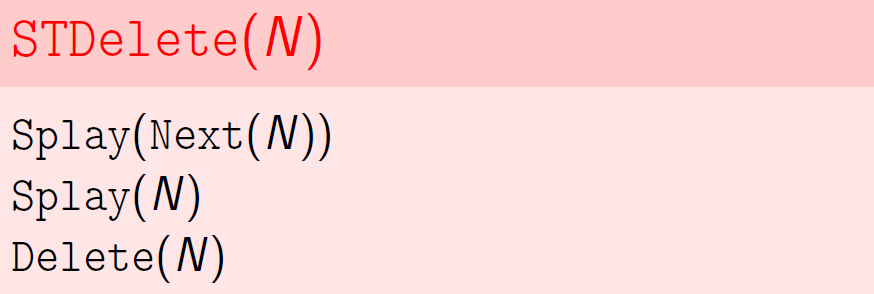 STDelete(N)
Splay(Next(N))
Splay(N)
Delete(N)